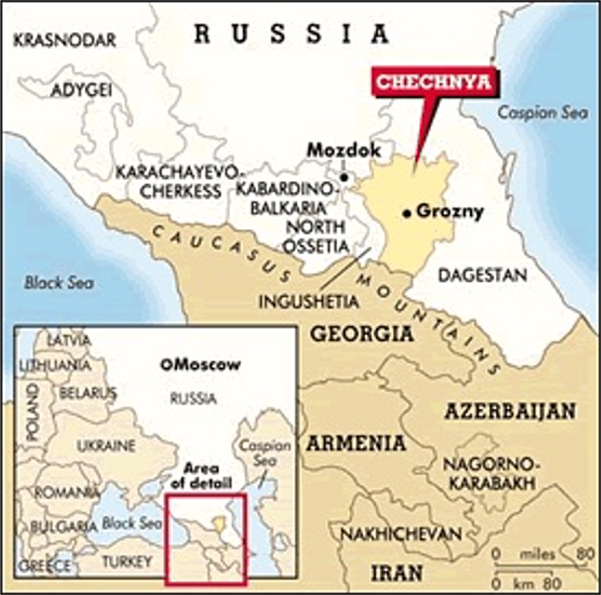 RUSSIA
KRASNODAR
ADYGEI
CHECHNYA
Caspian Sea
Mozdok
KARACHAYEVO-
CHERKESS
KABARDINO-
BALKARIA
NORTH
OSSETIA
Grozny
CAUCASUS MOUNTAINS
DAGESTAN
Black Sea
INGUSHETIA
GEORGIA
AZERBAIJAN
ARMENIA
NAGORNO-
KARABAKH
NAKHICHEVAN
IRAN
0 miles 80
0 km 80
LATVIA
LITHUANIA
Moscow
POLAND
BELARUS
RUSSIA
UKRAINE
Caspian
Sea
Area
of detail
ROMANIA
BULGARIA
Black Sea
GREECE
TURKEY